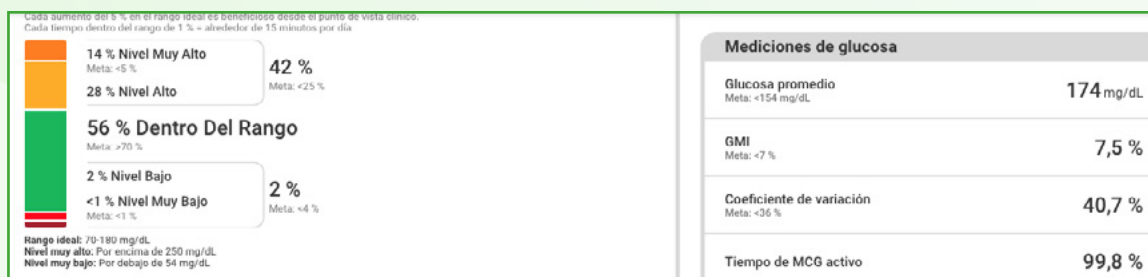 Cada aumento del 5 % en el rango ideal es beneficioso desde el punto de vista clínico.
Cada tiempo dentro del rango de 1 % = alrededor de 15 minutos por día
14 % Nivel Muy Alto
Meta: <5 %
28 % Nivel Alto
42 %
Meta: <25 %
56 % Dentro Del Rango
Meta: >70 %
2 % Nivel Bajo
<1 % Nivel Muy Bajo
Meta: <1 %
2 %
Meta: <4 %
Rango ideal: 70-180 mg/dL
Nivel muy alto: Por encima de 250 mg/dL
Nivel muy bajo: Por debajo de 54 mg/dL
Mediciones de glucosa
Glucosa promedio
Meta: <154 mg/dL
174 mg/dL
GMI
Meta: <7 %
7,5 %
Coeficiente de variación
Meta: <36 %
40,7 %
Tiempo de MCG activo
99,8 %